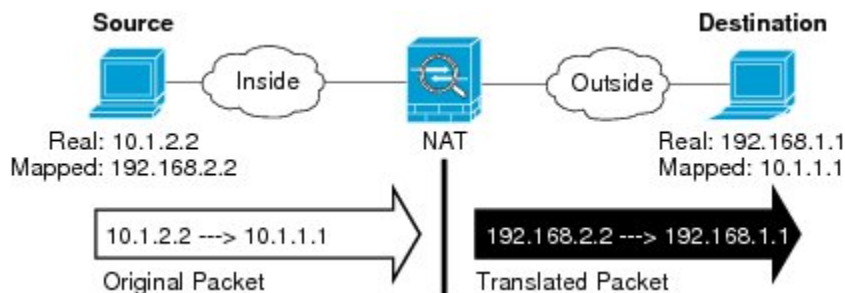 Source
Destination
Inside
Outside
NAT
Real: 10.1.2.2
Mapped: 192.168.2.2
Real: 192.168.1.1
Mapped: 10.1.1.1
10.1.2.2 ---> 10.1.1.1
192.168.2.2 ---> 192.168.1.1
Original Packet
Translated Packet